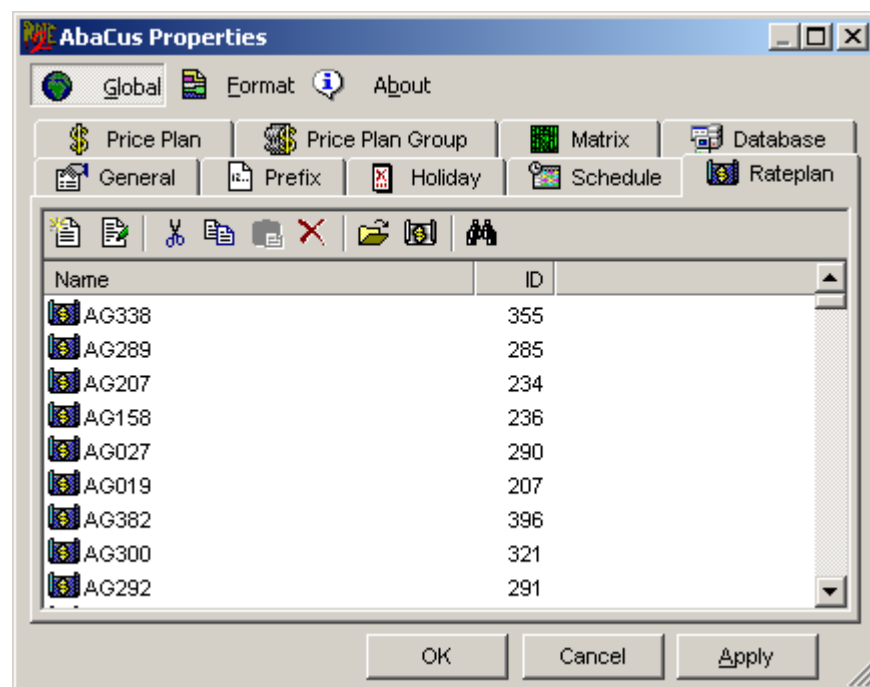 AbaCus Properties
Global Format About
Price Plan Price Plan Group Matrix Database
General Prefix Holiday Schedule Rateplan
Name ID
AG338 355
AG289 285
AG207 234
AG158 236
AG027 290
AG019 207
AG382 396
AG300 321
AG292 291
OK Cancel Apply